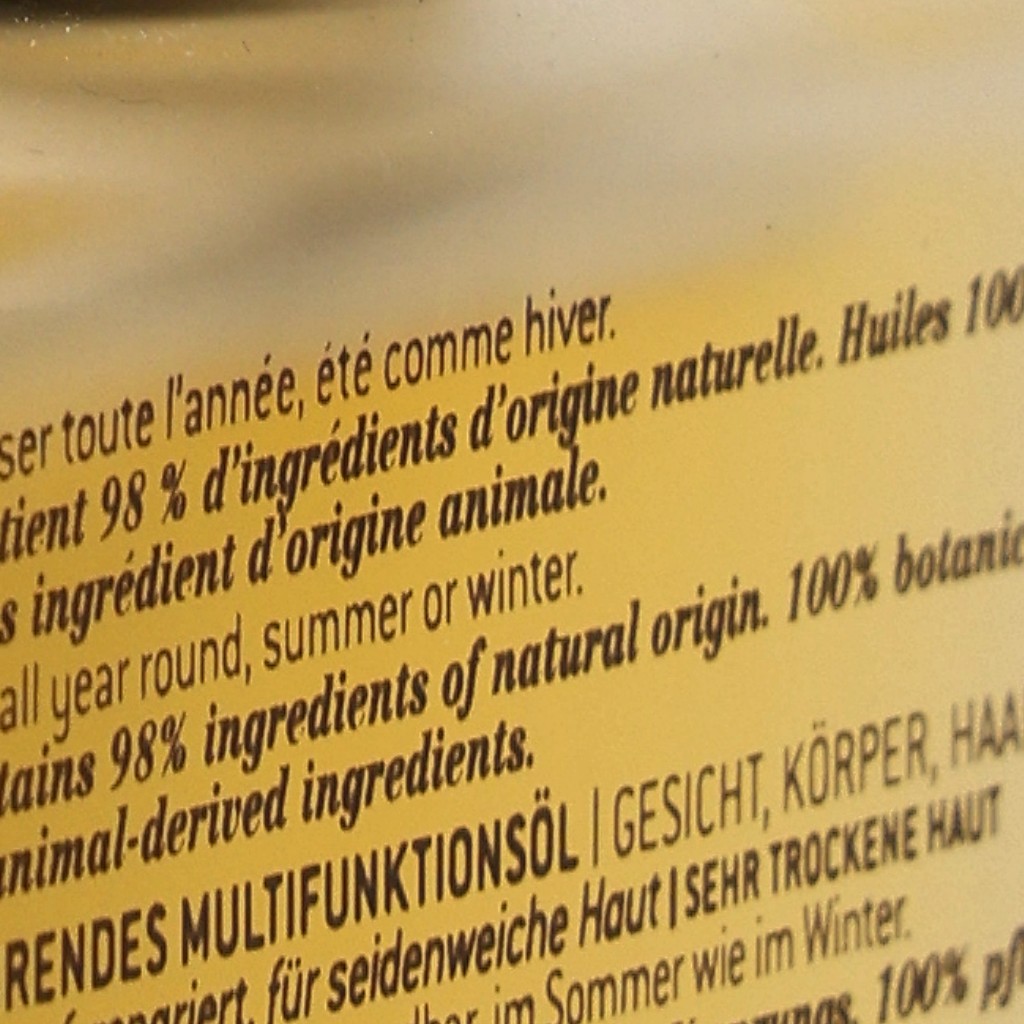 ser toute l'année, été comme hiver.
tient 98 % d'ingrédients d'origine naturelle. Huiles 100
s ingrédient d'origine animale.
all year round, summer or winter.
tains 98% ingredients of natural origin. 100% botanic
nimal-derived ingredients.
RENDES MULTIFUNKTIONSÖL | GESICHT, KÖRPER, HAA
für seidenweiche Haut | SEHR TROCKENE HAUT
im Sommer wie im Winter.
100% pfl